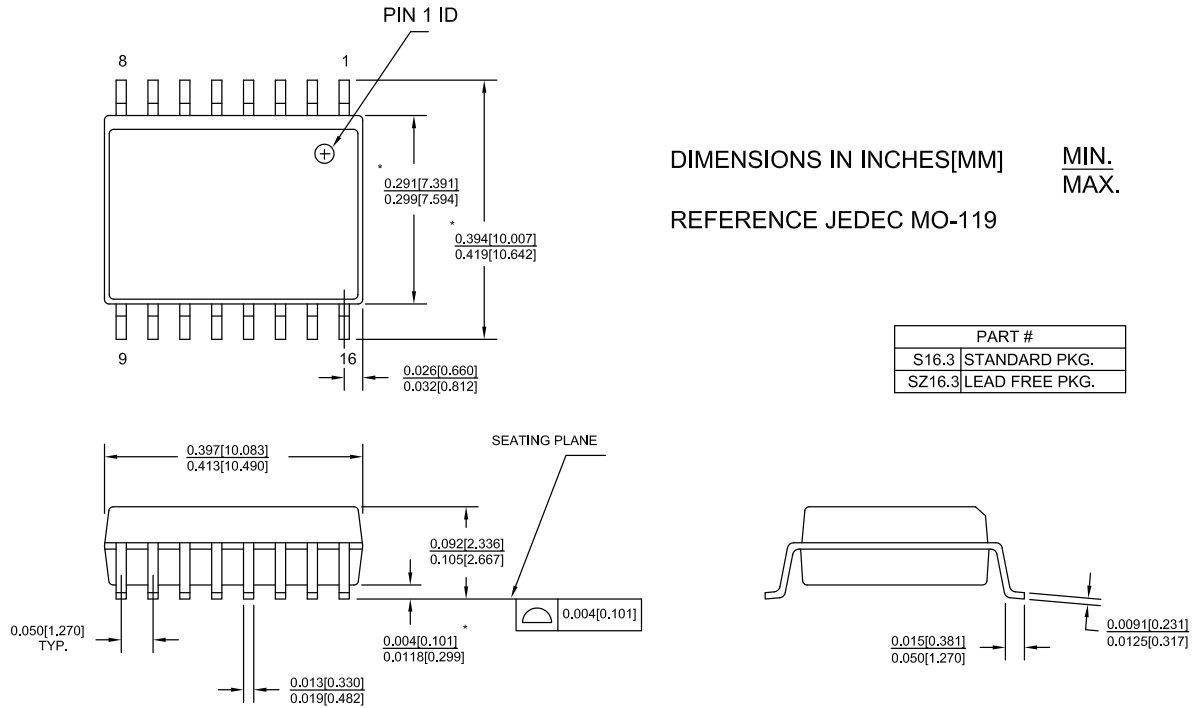 PIN 1 ID
8
1
*
0.291[7.391]
0.299[7.594]
*
0.394[10.007]
0.419[10.642]
9
16
0.026[0.660]
0.032[0.812]
DIMENSIONS IN INCHES[MM]
MIN.
MAX.
REFERENCE JEDEC MO-119
PART #
S16.3 STANDARD PKG.
SZ16.3 LEAD FREE PKG.
0.397[10.083]
0.413[10.490]
SEATING PLANE
0.092[2.336]
0.105[2.667]
0.004[0.101]
0.050[1.270]
TYP.
*
0.004[0.101]
0.0118[0.299]
0.013[0.330]
0.019[0.482]
0.015[0.381]
0.050[1.270]
0.0091[0.231]
0.0125[0.317]